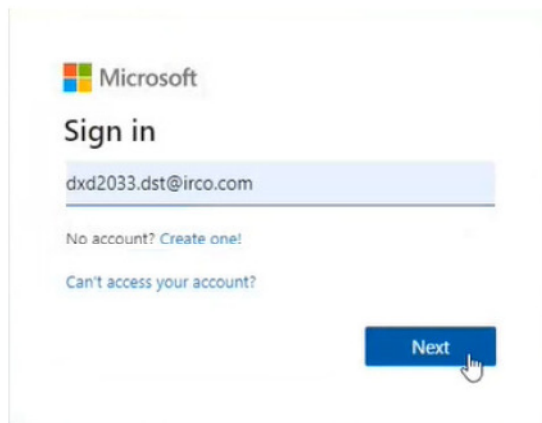 Microsoft
Sign in
dxd2033.dst@irco.com
No account? Create one!
Can't access your account?
Next